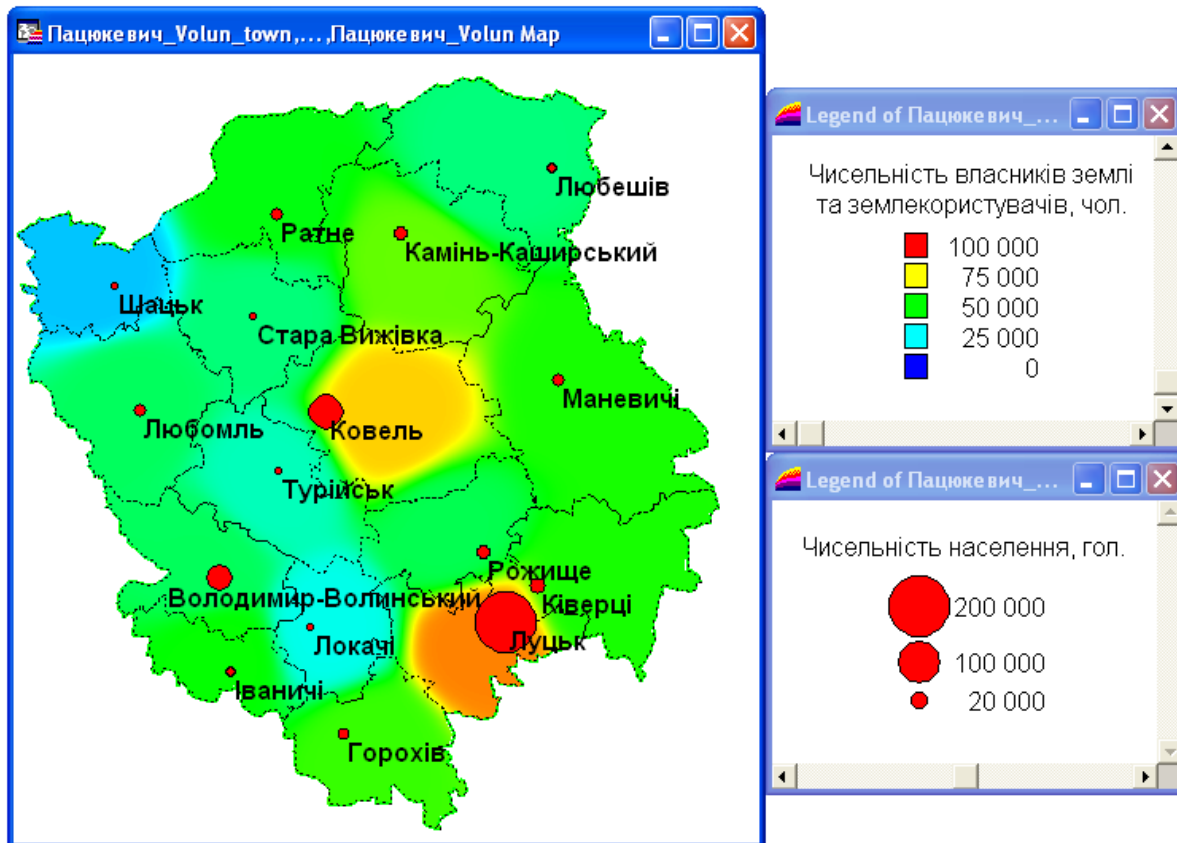 Пацюкевич_Volun_town,...,Пацюкевич_Volun Map
Любешів
Ратне
Камінь-Каширський
Шацьк
Стара Вижівка
Маневичі
Любомль
Ковель
Турійськ
Рожище
Володимир-Волинський
Ківерці
Локачі
Луцьк
Іваничі
Горохів
Legend of Пацюкевич_...
Чисельність власників землі
та землекористувачів, чол.
100 000
75 000
50 000
25 000
0
Legend of Пацюкевич_...
Чисельність населення, гол.
200 000
100 000
20 000